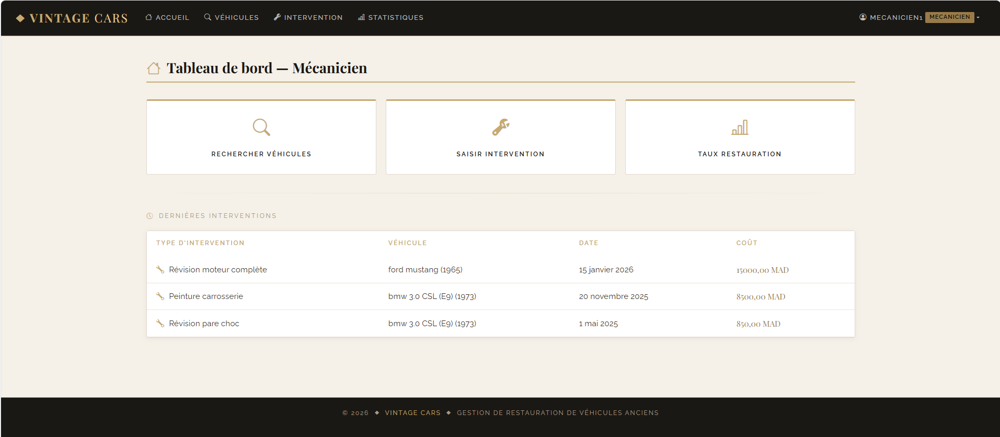 ◆ VINTAGE CARS ACCUEIL VÉHICULES INTERVENTION STATISTIQUES MECANICIEN1 MECANICIEN
Tableau de bord — Mécanicien
RECHERCHER VÉHICULES SAISIR INTERVENTION TAUX RESTAURATION
DERNIÈRES INTERVENTIONS
TYPE D'INTERVENTION VÉHICULE DATE COÛT
Révision moteur complète ford mustang (1965) 15 janvier 2026 15000,00 MAD
Peinture carrosserie bmw 3.0 CSL (E9) (1973) 20 novembre 2025 8500,00 MAD
Révision pare choc bmw 3.0 CSL (E9) (1973) 1 mai 2025 850,00 MAD
© 2026 ◆ VINTAGE CARS ◆ GESTION DE RESTAURATION DE VÉHICULES ANCIENS